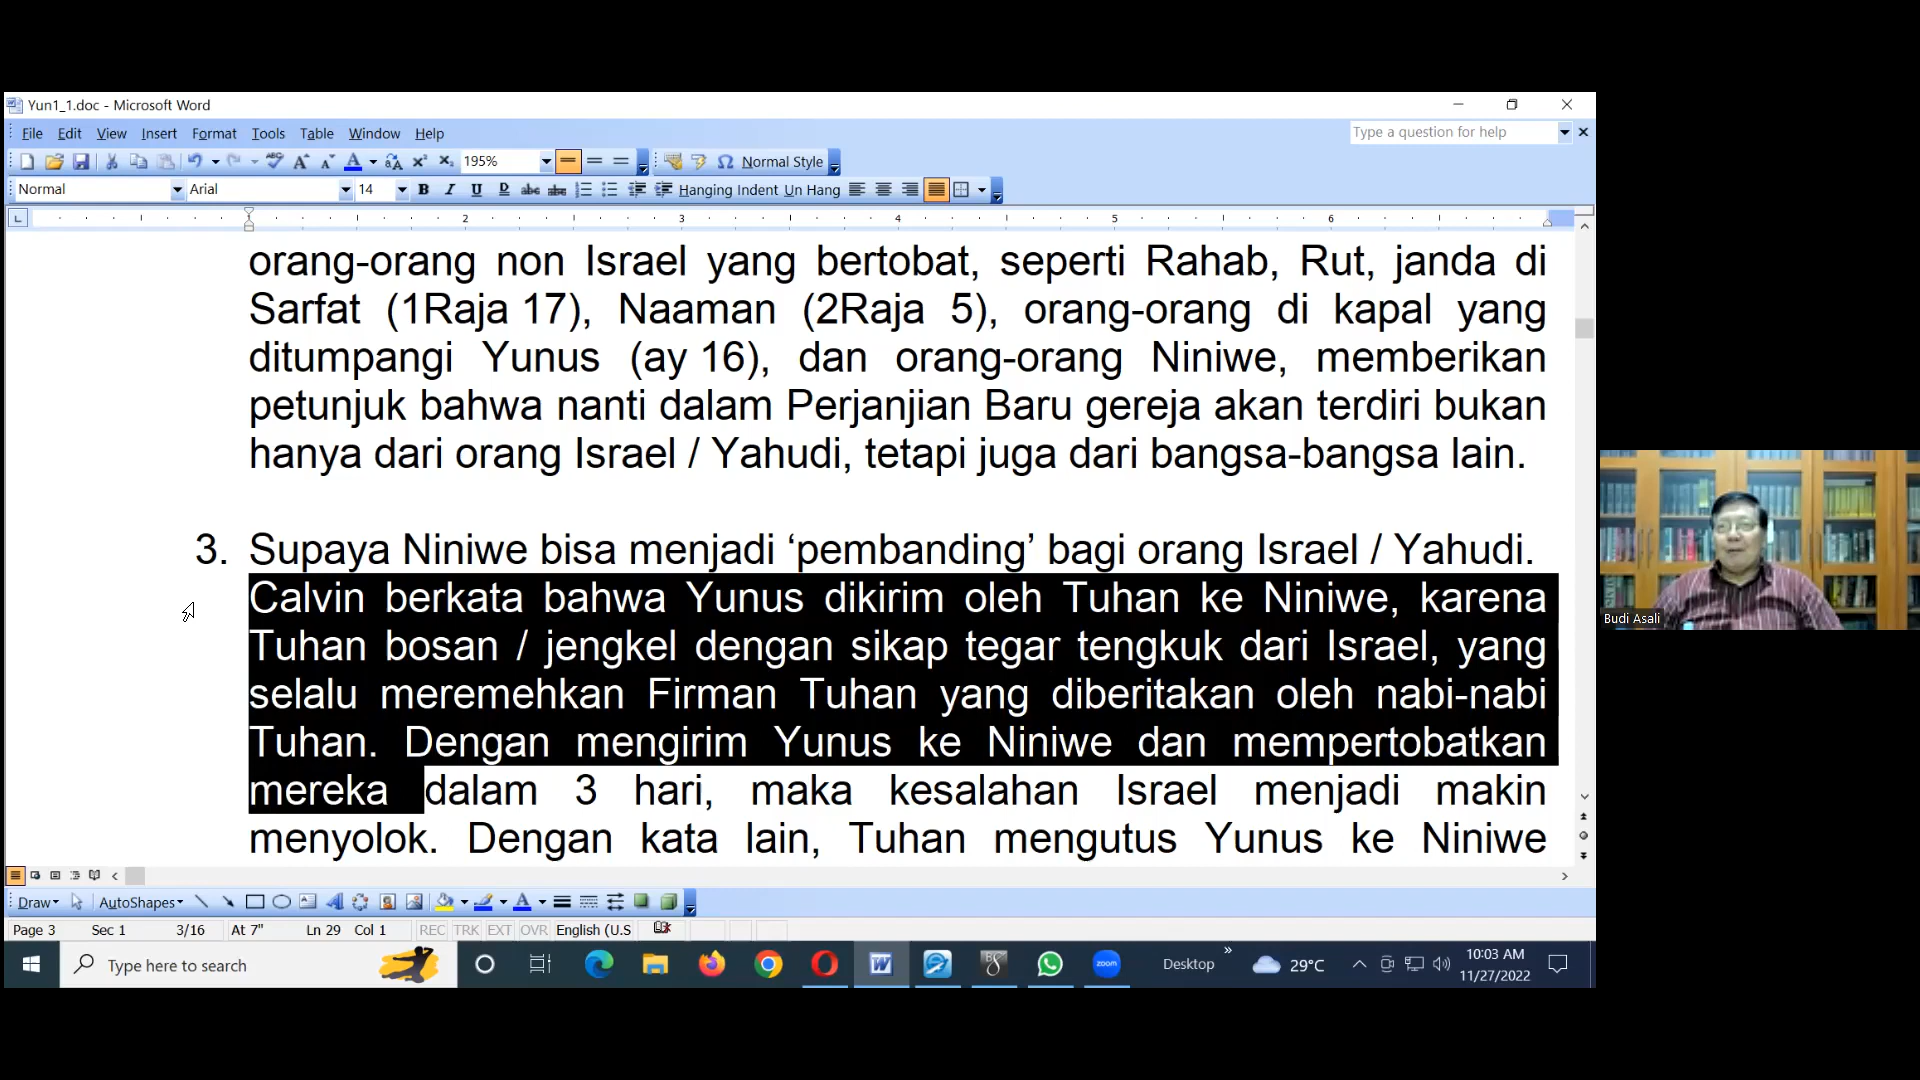 Yun1_1.doc - Microsoft Word
File Edit View Insert Format Tools Table Window Help
Type a question for help
195%
Normal Style
Normal
Arial
14
Hanging Indent Un Hang
2 3 4 5 6
orang-orang non Israel yang bertobat, seperti Rahab, Rut, janda di
Sarfat (1Raja 17), Naaman (2Raja 5), orang-orang di kapal yang
ditumpangi Yunus (ay 16), dan orang-orang Niniwe, memberikan
petunjuk bahwa nanti dalam Perjanjian Baru gereja akan terdiri bukan
hanya dari orang Israel / Yahudi, tetapi juga dari bangsa-bangsa lain.
3. Supaya Niniwe bisa menjadi ‘pembanding’ bagi orang Israel / Yahudi.
Calvin berkata bahwa Yunus dikirim oleh Tuhan ke Niniwe, karena
Tuhan bosan / jengkel dengan sikap tegar tengkuk dari Israel, yang
selalu meremehkan Firman Tuhan yang diberitakan oleh nabi-nabi
Tuhan. Dengan mengirim Yunus ke Niniwe dan mempertobatkan
mereka dalam 3 hari, maka kesalahan Israel menjadi makin
menyolok. Dengan kata lain, Tuhan mengutus Yunus ke Niniwe
Budi Asali
Draw AutoShapes
Page 3 Sec 1 3/16 At 7" Ln 29 Col 1 REC TRK EXT OVR English (U.S
Type here to search
zoom
Desktop
29°C
10:03 AM
11/27/2022